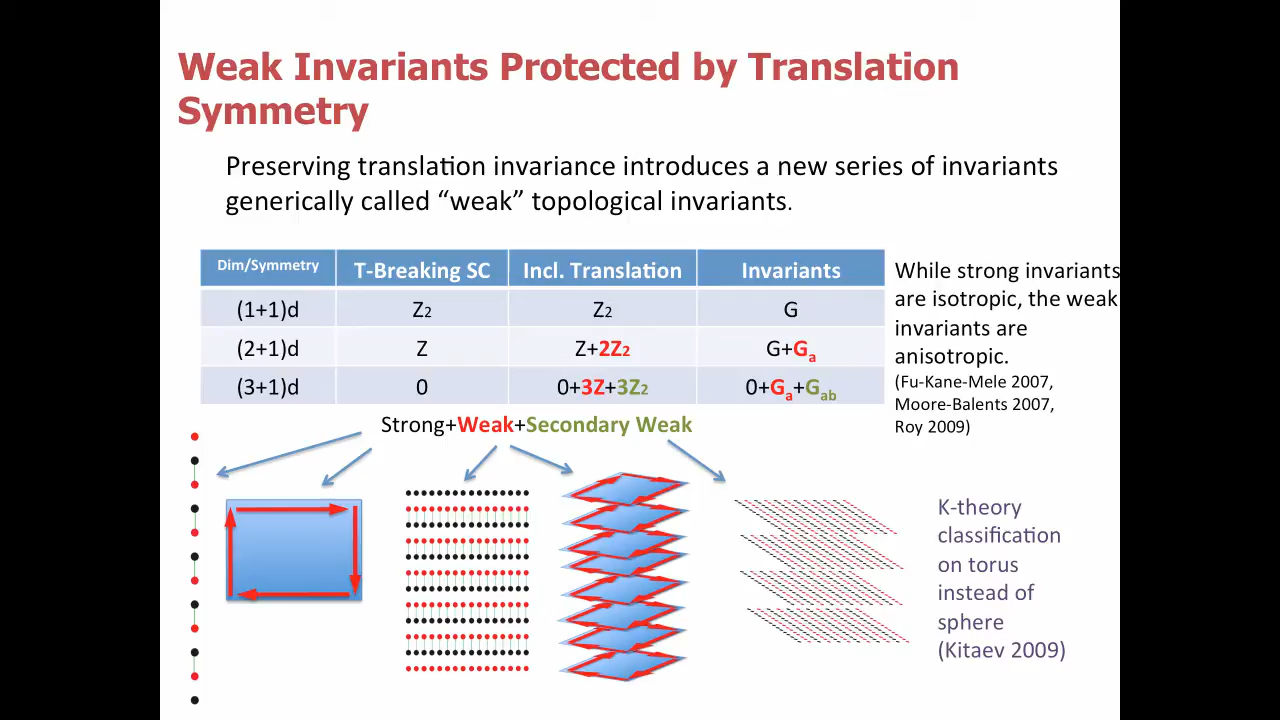 Weak Invariants Protected by Translation
Symmetry
Preserving translation invariance introduces a new series of invariants
generically called “weak” topological invariants.
Dim/Symmetry T-Breaking SC Incl. Translation Invariants
(1+1)d Z2 Z2 G
(2+1)d Z Z+2Z2 G+Ga
(3+1)d 0 0+3Z+3Z2 0+Ga+Gab
Strong+Weak+Secondary Weak
While strong invariants
are isotropic, the weak
invariants are
anisotropic.
(Fu-Kane-Mele 2007,
Moore-Balents 2007,
Roy 2009)
K-theory
classification
on torus
instead of
sphere
(Kitaev 2009)